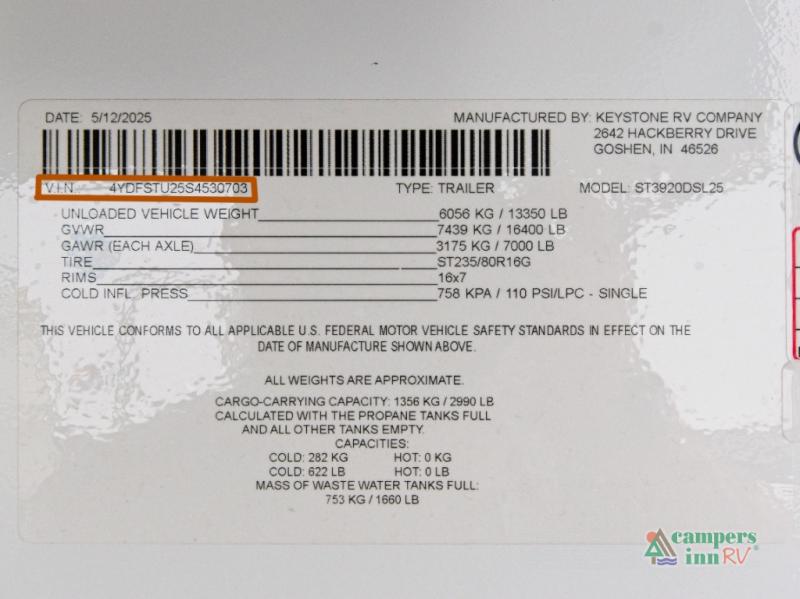 DATE: 5/12/2025
MANUFACTURED BY: KEYSTONE RV COMPANY
2642 HACKBERRY DRIVE
GOSHEN, IN 46526
V.I.N. 4YDFSTU25S4530703 TYPE: TRAILER MODEL: ST3920DSL25
UNLOADED VEHICLE WEIGHT 6056 KG / 13350 LB
GVWR 7439 KG / 16400 LB
GAWR (EACH AXLE) 3175 KG / 7000 LB
TIRE ST235/80R16G
RIMS 16x7
COLD INFL PRESS 758 KPA / 110 PSI/LPC - SINGLE
THIS VEHICLE CONFORMS TO ALL APPLICABLE U.S. FEDERAL MOTOR VEHICLE SAFETY STANDARDS IN EFFECT ON THE
DATE OF MANUFACTURE SHOWN ABOVE.
ALL WEIGHTS ARE APPROXIMATE.
CARGO-CARRYING CAPACITY: 1356 KG / 2990 LB
CALCULATED WITH THE PROPANE TANKS FULL
AND ALL OTHER TANKS EMPTY.
CAPACITIES:
COLD: 282 KG HOT: 0 KG
COLD: 622 LB HOT: 0 LB
MASS OF WASTE WATER TANKS FULL:
753 KG / 1660 LB
campers
inn RV